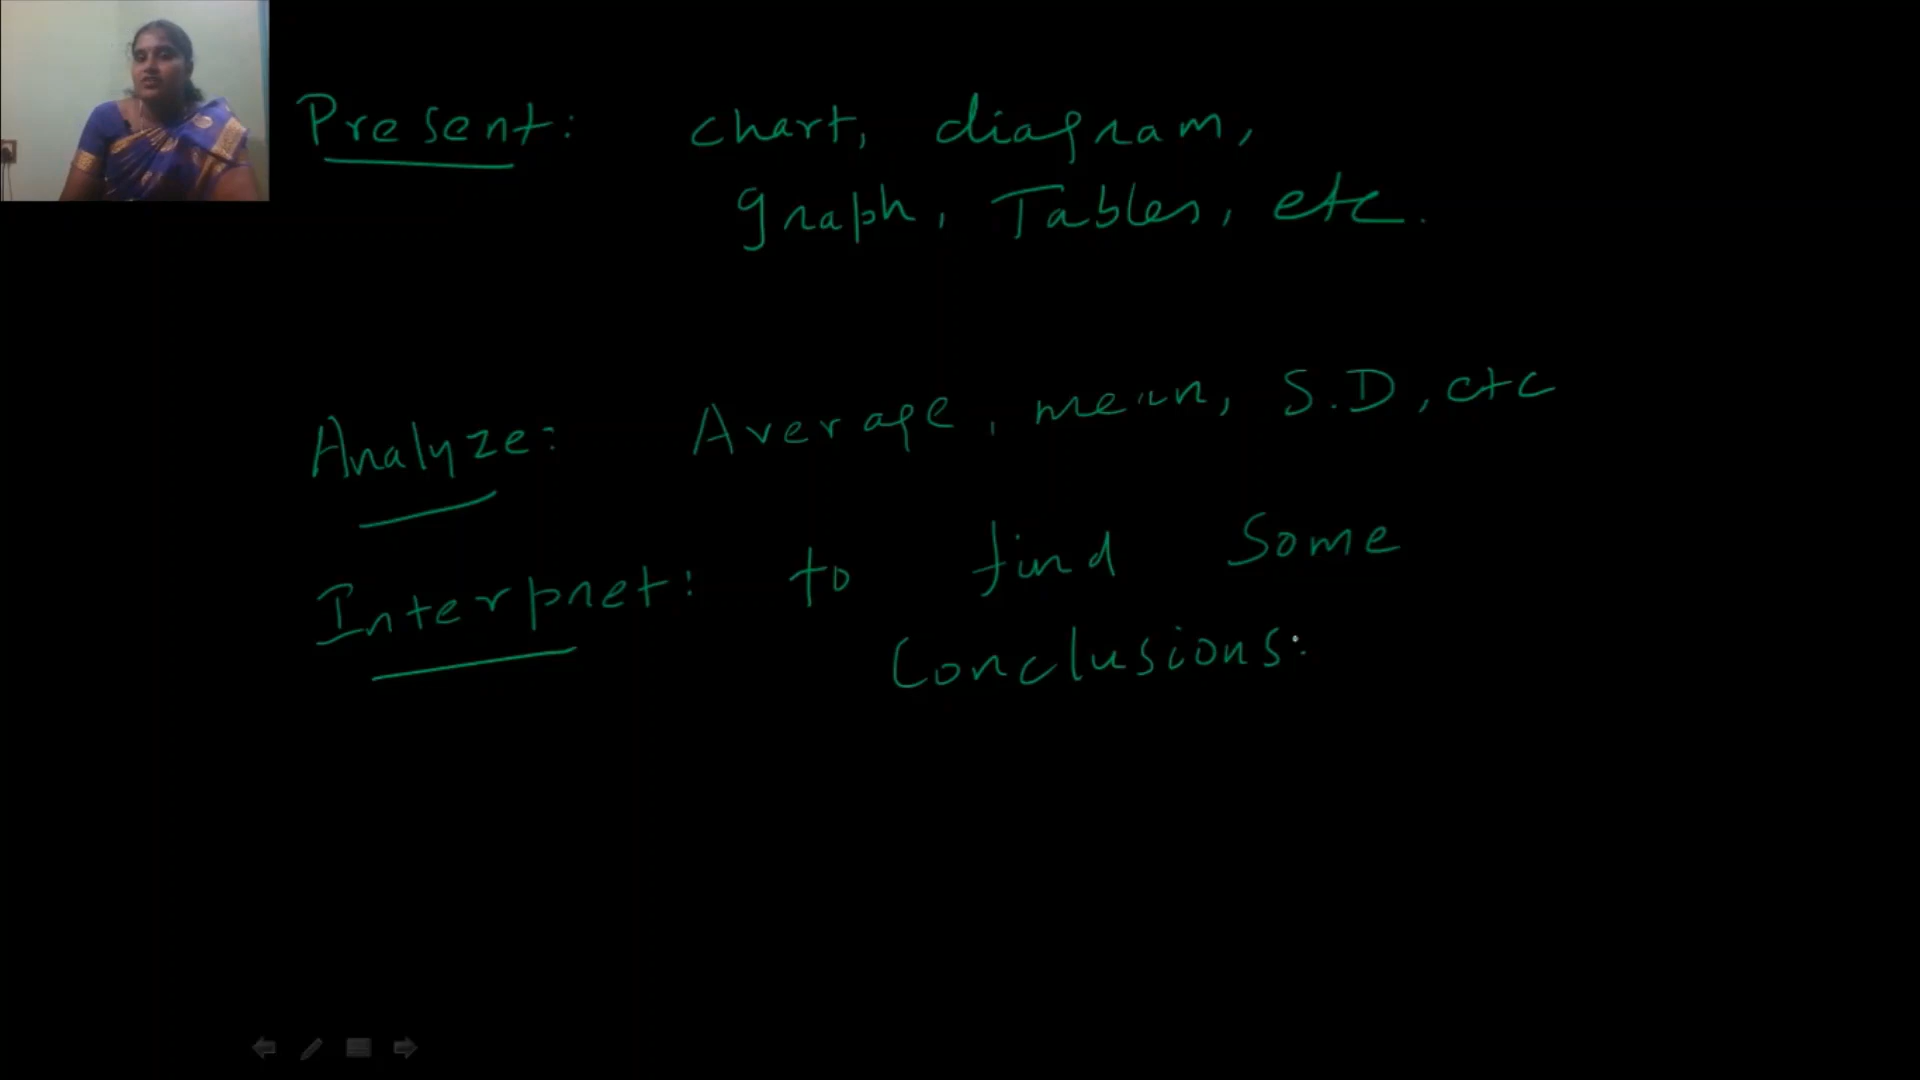 Present: chart, diagram,
graph, Tables, etc.
Analyze: Average, mean, S.D, etc
Interpret: to find some
Conclusions: